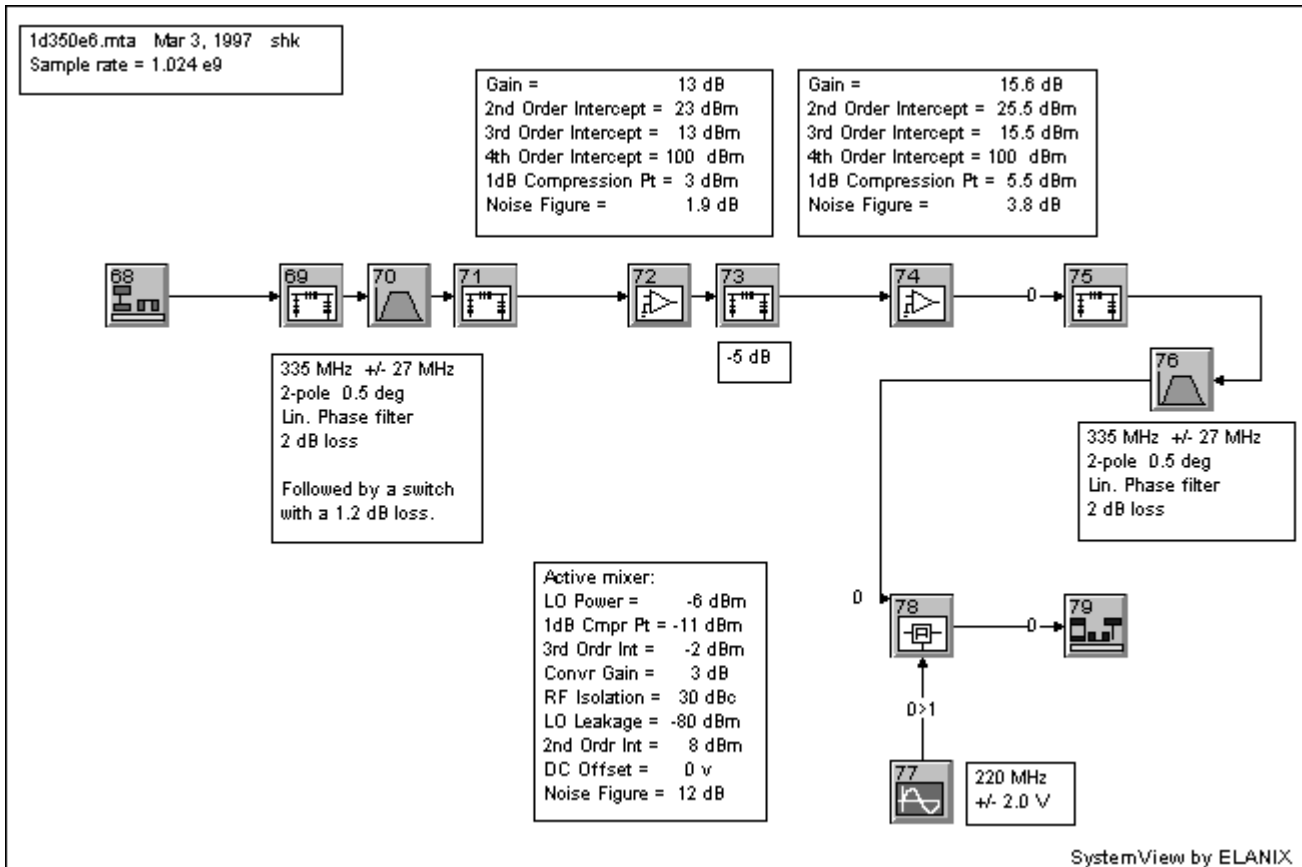 1d350e6.mta Mar 3, 1997 shk
Sample rate = 1.024 e9
Gain = 13 dB
2nd Order Intercept = 23 dBm
3rd Order Intercept = 13 dBm
4th Order Intercept = 100 dBm
1dB Compression Pt = 3 dBm
Noise Figure = 1.9 dB
Gain = 15.6 dB
2nd Order Intercept = 25.5 dBm
3rd Order Intercept = 15.5 dBm
4th Order Intercept = 100 dBm
1dB Compression Pt = 5.5 dBm
Noise Figure = 3.8 dB
68
69
70
71
72
73
74
0
75
-5 dB
335 MHz +/- 27 MHz
2-pole 0.5 deg
Lin. Phase filter
2 dB loss
Followed by a switch
with a 1.2 dB loss.
76
335 MHz +/- 27 MHz
2-pole 0.5 deg
Lin. Phase filter
2 dB loss
Active mixer:
LO Power = -6 dBm
1dB Cmpr Pt = -11 dBm
3rd Ordr Int = -2 dBm
Convr Gain = 3 dB
RF Isolation = 30 dBc
LO Leakage = -80 dBm
2nd Ordr Int = 8 dBm
DC Offset = 0 v
Noise Figure = 12 dB
0
78
0
79
0>1
77
220 MHz
+/- 2.0 V
SystemView by ELANIX